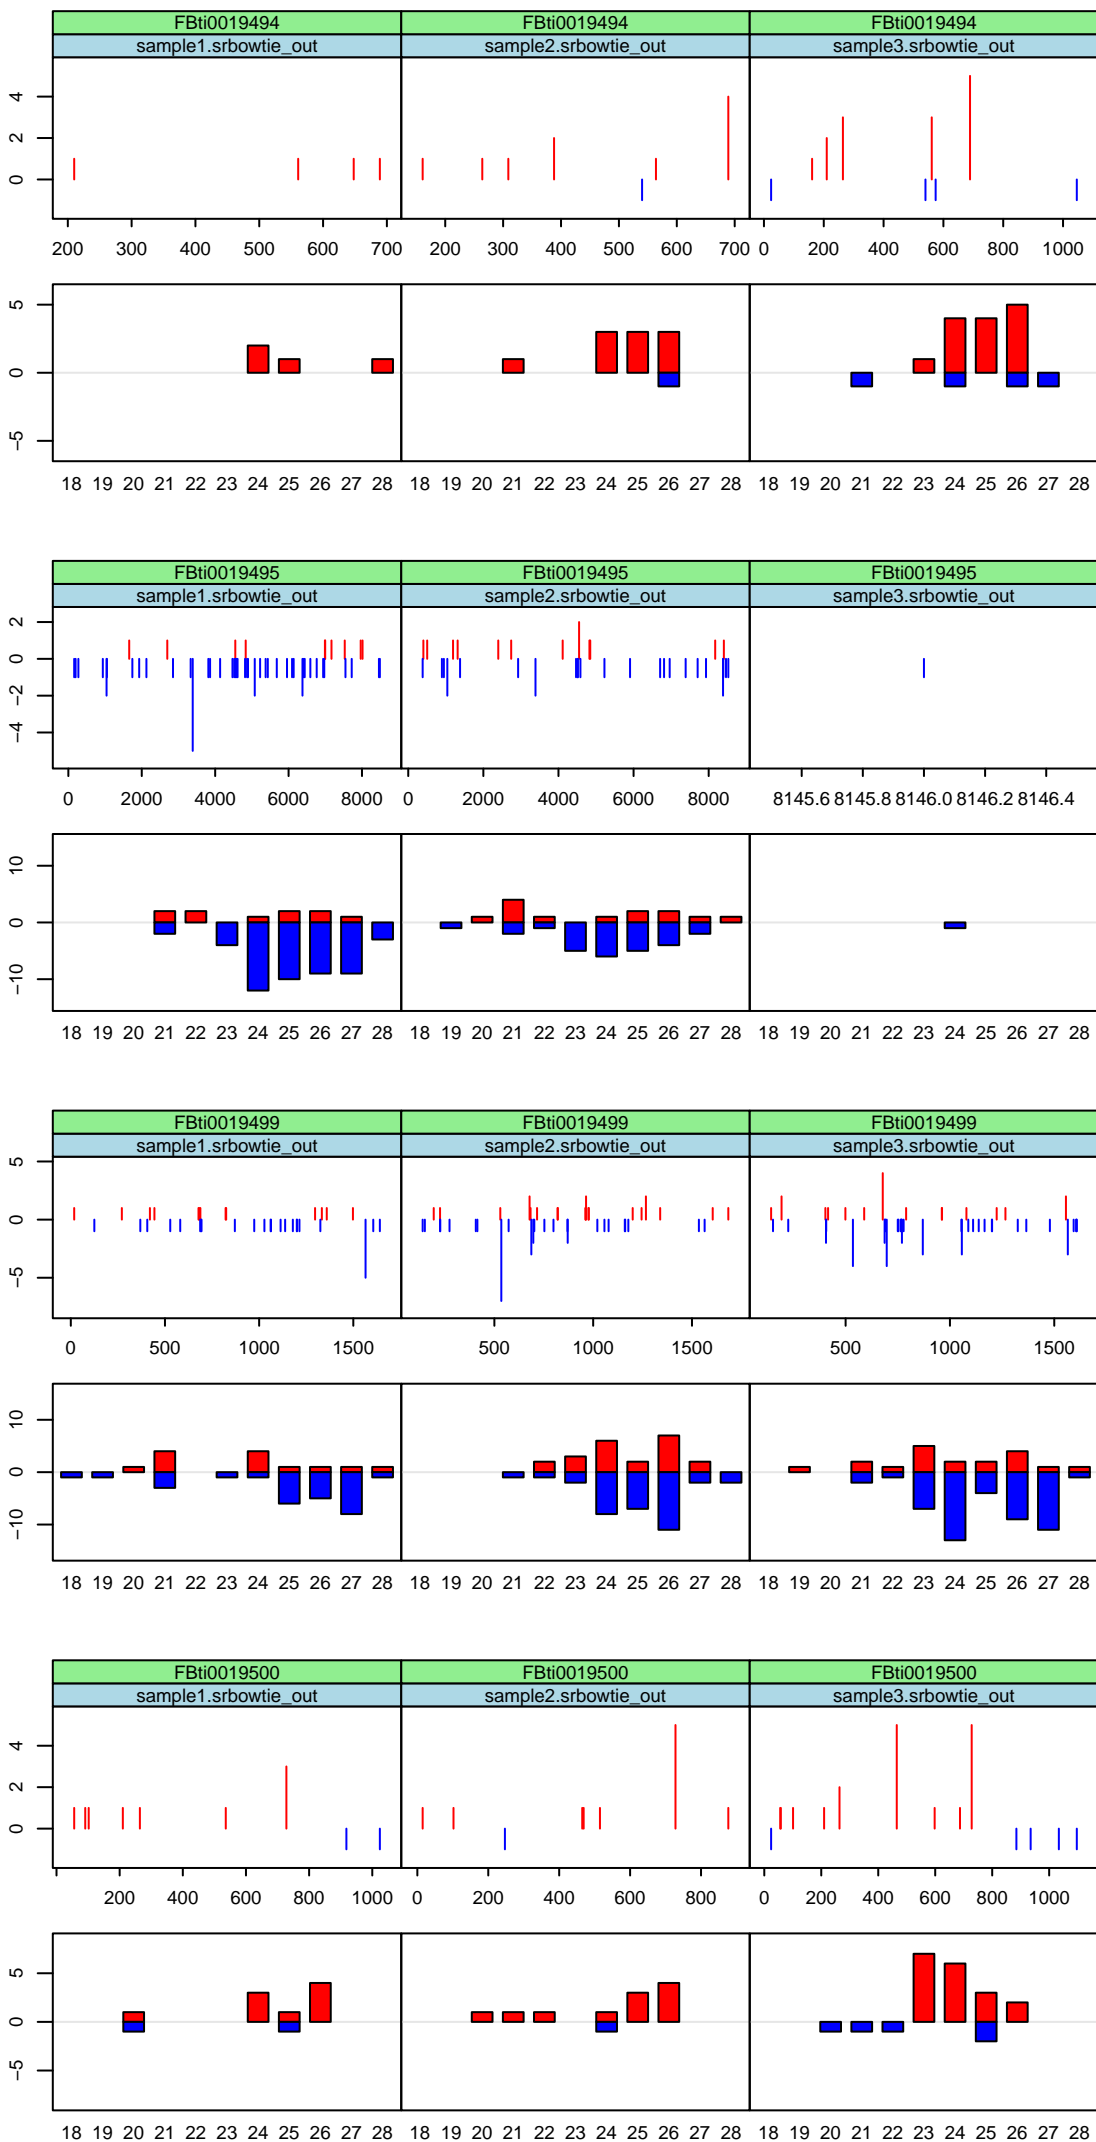 FBti0019494 FBti0019494 FBti0019494
sample1.srbowtie_out sample2.srbowtie_out sample3.srbowtie_out
4
2
0
200 300 400 500 600 700 200 300 400 500 600 700 0 200 400 600 800 1000
5
0
−5
18 19 20 21 22 23 24 25 26 27 28 18 19 20 21 22 23 24 25 26 27 28 18 19 20 21 22 23 24 25 26 27 28
FBti0019495 FBti0019495 FBti0019495
sample1.srbowtie_out sample2.srbowtie_out sample3.srbowtie_out
2
0
−2
−4
0 2000 4000 6000 8000 0 2000 4000 6000 8000 8145.6 8145.8 8146.0 8146.2 8146.4
10
0
−10
18 19 20 21 22 23 24 25 26 27 28 18 19 20 21 22 23 24 25 26 27 28 18 19 20 21 22 23 24 25 26 27 28
FBti0019499 FBti0019499 FBti0019499
sample1.srbowtie_out sample2.srbowtie_out sample3.srbowtie_out
5
0
−5
0 500 1000 1500 500 1000 1500 500 1000 1500
10
0
−10
18 19 20 21 22 23 24 25 26 27 28 18 19 20 21 22 23 24 25 26 27 28 18 19 20 21 22 23 24 25 26 27 28
FBti0019500 FBti0019500 FBti0019500
sample1.srbowtie_out sample2.srbowtie_out sample3.srbowtie_out
4
2
0
200 400 600 800 1000 0 200 400 600 800 0 200 400 600 800 1000
5
0
−5
18 19 20 21 22 23 24 25 26 27 28 18 19 20 21 22 23 24 25 26 27 28 18 19 20 21 22 23 24 25 26 27 28